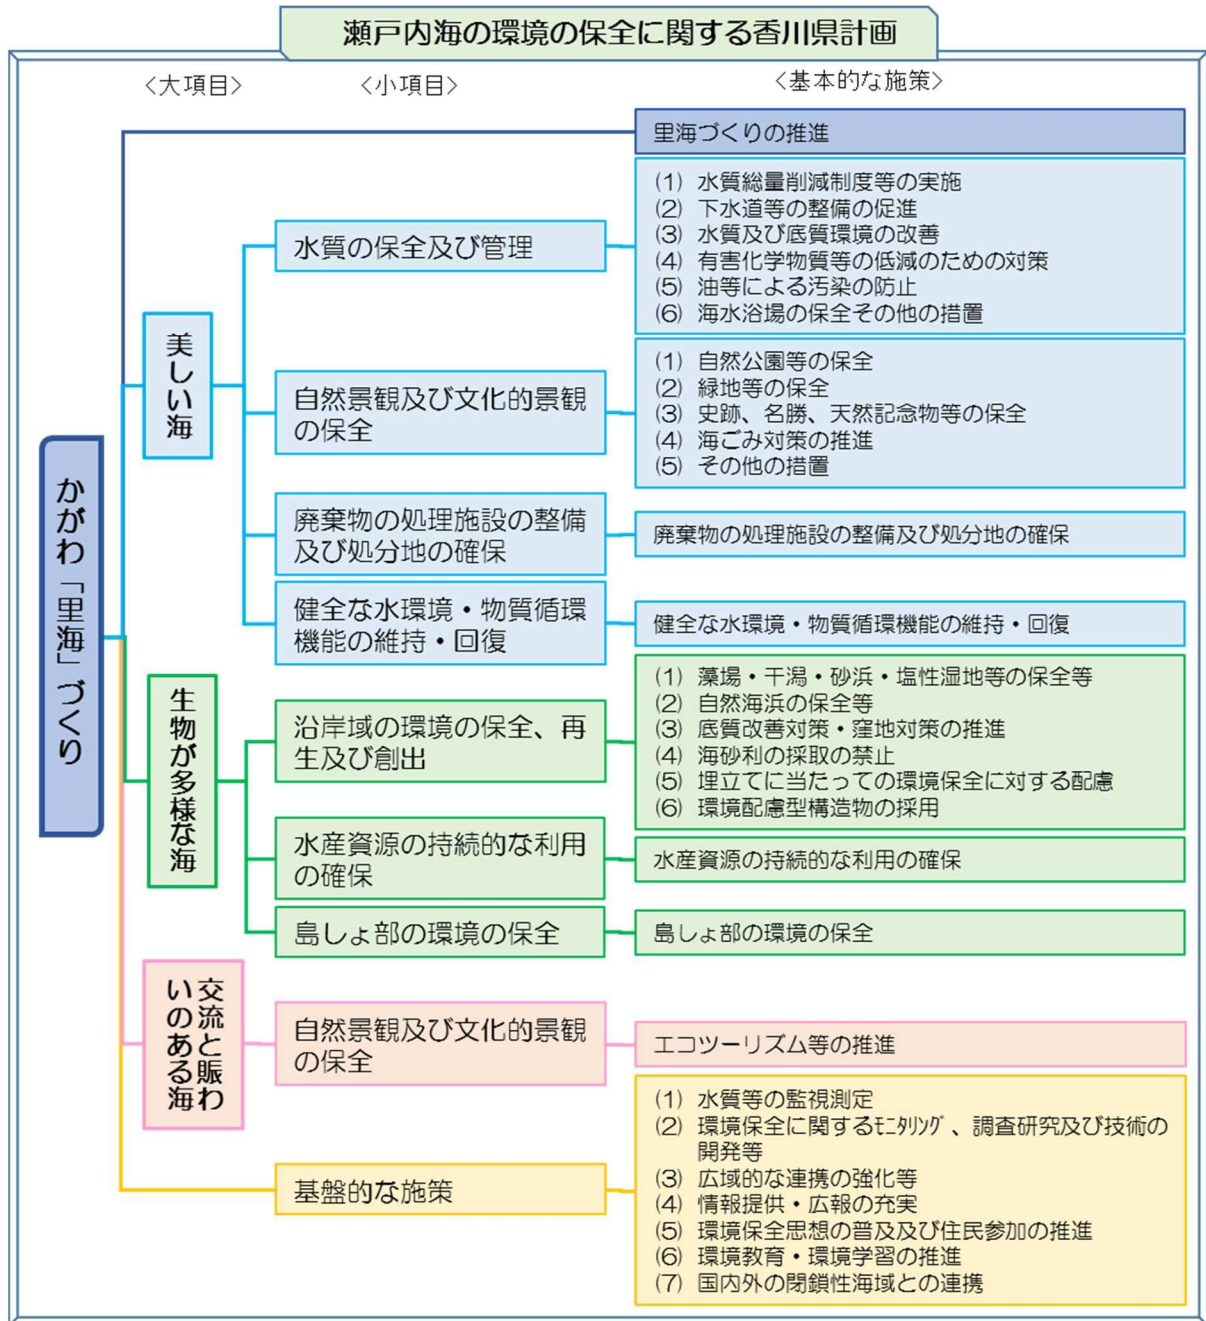 瀬戸内海の環境の保全に関する香川県計画
<大項目>
<小項目>
<基本的な施策>
かがわ「里海」づくり
里海づくりの推進
美しい海
水質の保全及び管理
(1) 水質総量削減制度等の実施
(2) 下水道等の整備の促進
(3) 水質及び底質環境の改善
(4) 有害化学物質等の低減のための対策
(5) 油等による汚染の防止
(6) 海水浴場の保全その他の措置
自然景観及び文化的景観
の保全
(1) 自然公園等の保全
(2) 緑地等の保全
(3) 史跡、名勝、天然記念物等の保全
(4) 海ごみ対策の推進
(5) その他の措置
廃棄物の処理施設の整備
及び処分地の確保
廃棄物の処理施設の整備及び処分地の確保
健全な水環境・物質循環
機能の維持・回復
健全な水環境・物質循環機能の維持・回復
生物が多様な海
沿岸域の環境の保全、再
生及び創出
(1) 藻場・干潟・砂浜・塩性湿地等の保全等
(2) 自然海浜の保全等
(3) 底質改善対策・窪地対策の推進
(4) 海砂利の採取の禁止
(5) 埋立てに当たっての環境保全に対する配慮
(6) 環境配慮型構造物の採用
水産資源の持続的な利用
の確保
水産資源の持続的な利用の確保
島しょ部の環境の保全
島しょ部の環境の保全
交流と賑わ
いのある海
自然景観及び文化的景観
の保全
エコツーリズム等の推進
基盤的な施策
(1) 水質等の監視測定
(2) 環境保全に関するﾓﾆﾀﾘﾝｸﾞ、調査研究及び技術の
開発等
(3) 広域的な連携の強化等
(4) 情報提供・広報の充実
(5) 環境保全思想の普及及び住民参加の推進
(6) 環境教育・環境学習の推進
(7) 国内外の閉鎖性海域との連携